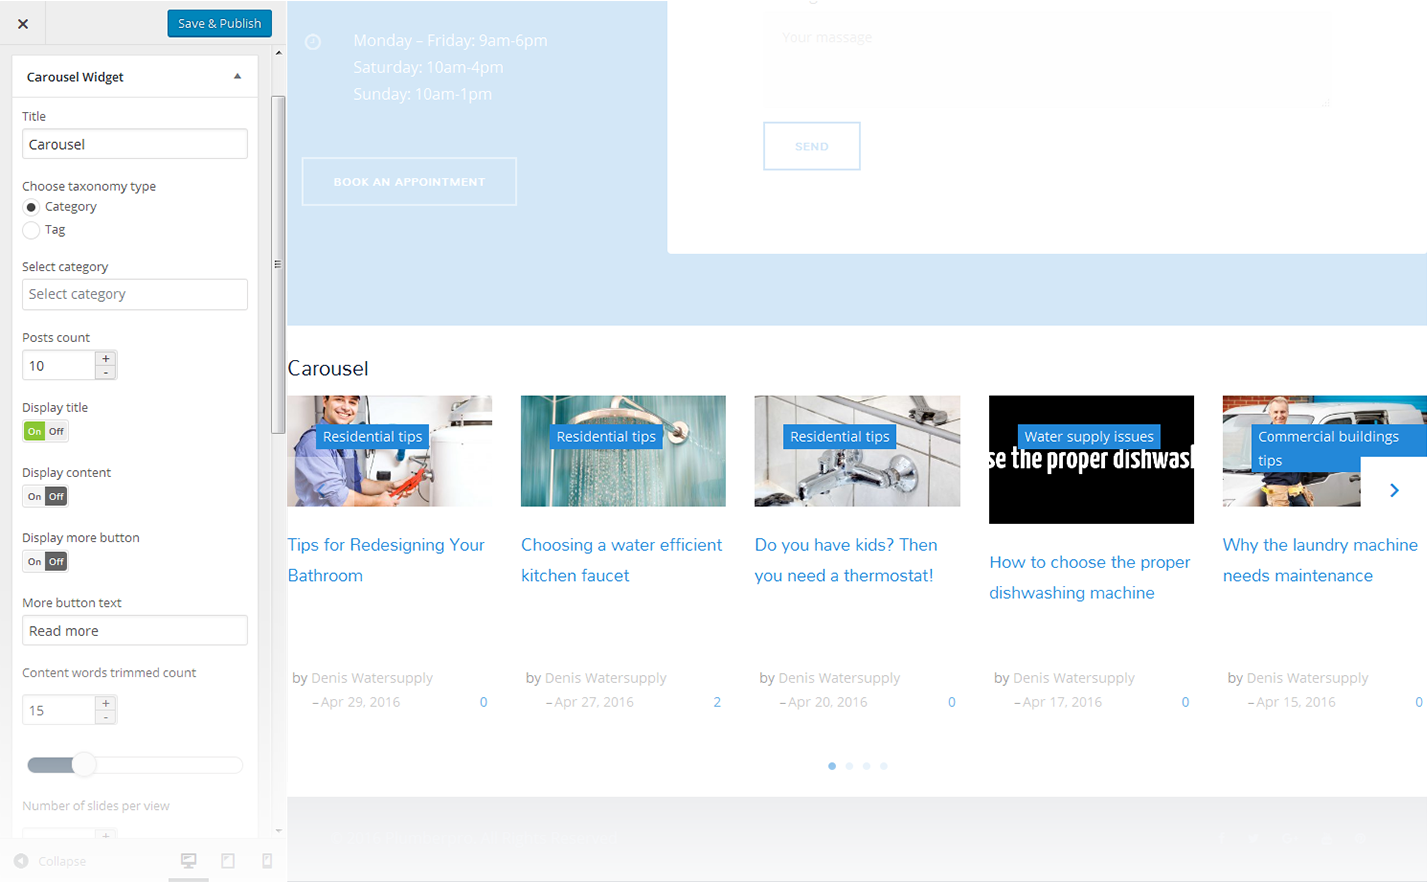 Save & Publish
Carousel Widget
Title
Carousel
Choose taxonomy type
Category
Tag
Select category
Select category
Posts count
10
+
-
Display title
On Off
Display content
On Off
Display more button
On Off
More button text
Read more
Content words trimmed count
15
+
-
Number of slides per view
+
Collapse
Monday – Friday: 9am-6pm
Saturday: 10am-4pm
Sunday: 10am-1pm
BOOK AN APPOINTMENT
Your massage
SEND
Carousel
Residential tips
Tips for Redesigning Your
Bathroom
by Denis Watersupply
–Apr 29, 2016 0
Residential tips
Choosing a water efficient
kitchen faucet
by Denis Watersupply
–Apr 27, 2016 2
Residential tips
Do you have kids? Then
you need a thermostat!
by Denis Watersupply
–Apr 20, 2016 0
Water supply issues
se the proper dishwash
How to choose the proper
dishwashing machine
by Denis Watersupply
–Apr 17, 2016 0
Commercial buildings
tips
Why the laundry machine
needs maintenance
by Denis Watersupply
–Apr 15, 2016 0